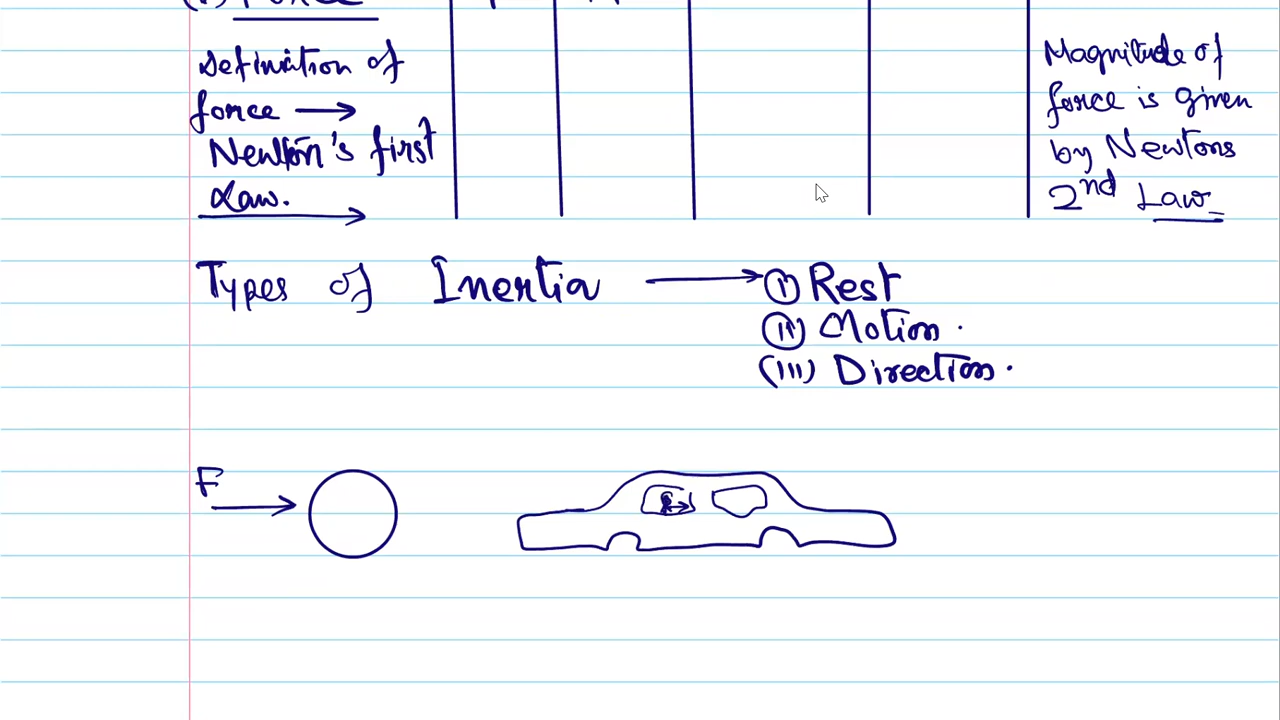 Definition of
force →
Newton's first
Law.
Magnitude of
force is given
by Newtons
2nd Law
Types of Inertia → (i) Rest
(ii) Motion.
(iii) Direction.
F